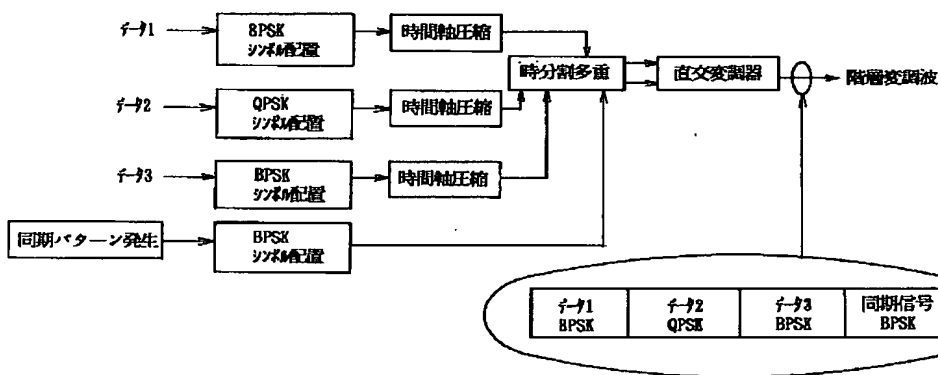 データ1
8PSK
シンボル配置
時間軸圧縮
データ2
QPSK
シンボル配置
時間軸圧縮
データ3
BPSK
シンボル配置
時間軸圧縮
同期パターン発生
BPSK
シンボル配置
時分割多重
直交変調器
階層変調波
データ1
8PSK
データ2
QPSK
データ3
BPSK
同期信号
BPSK